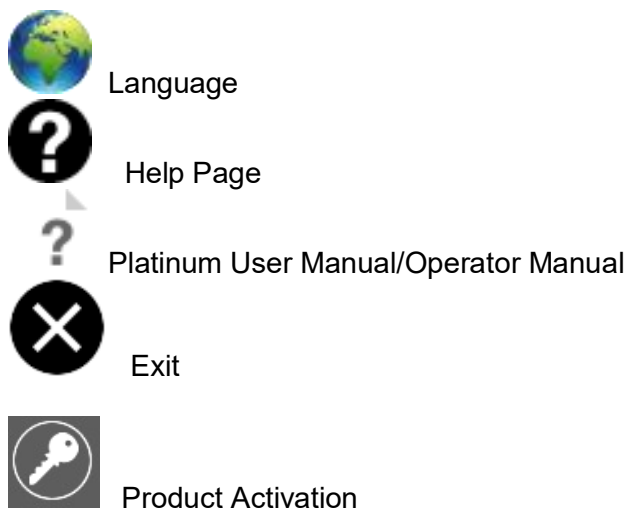 Language
?
Help Page
?
Platinum User Manual/Operator Manual
Exit
Product Activation